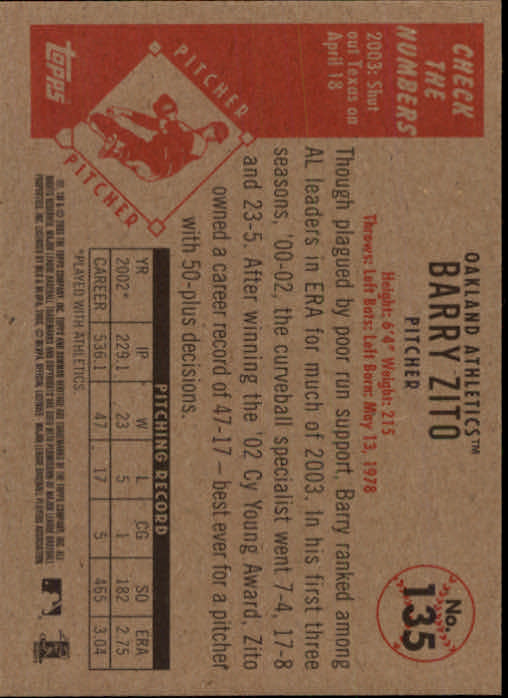 No.
135
OAKLAND ATHLETICS™
BARRY ZITO
PITCHER
Height: 6'4" Weight: 215
Throws: Left Bats: Left Born: May 13, 1978
CHECK
THE
NUMBERS
2003: Shut
out Texas on
April 18
Though plagued by poor run support, Barry ranked among
AL leaders in ERA for much of 2003. In his first three
seasons, '00-02, the curveball specialist went 7-4, 17-8
and 23-5. After winning the '02 Cy Young Award, Zito
owned a career record of 47-17 – best ever for a pitcher
with 50-plus decisions.
PITCHER
PITCHER
topps
PITCHING RECORD
YR IP W L CG SO ERA
2002* 229.1 23 5 1 182 2.75
CAREER 536.1 47 17 5 465 3.04
*PLAYED WITH ATHLETICS.